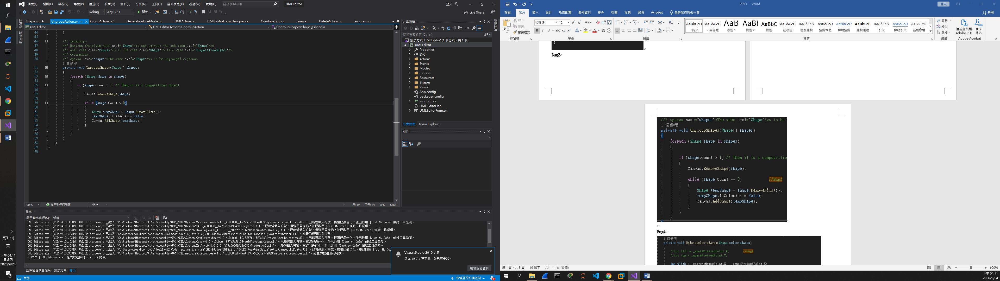 檔案(F) 編輯(E) 檢視(V) 專案(P) 建置(B) 偵錯(D) 測試(S) 分析(N) 工具(T) 延伸模組(X) 視窗(W) 說明(H) 搜尋 (Ctrl+Q) UMLEditor 登入
Debug Any CPU 開始 Live Share
Shape.cs UngroupAction.cs GroupAction.cs* GenerationLineMode.cs UMLAction.cs UMLEditorForm.Designer.cs Combination.cs Line.cs DeleteAction.cs Program.cs
UMLEditor UMLEditor.Actions.UngroupAction UngroupShapes(Shape[] shapes)
工具箱
資料來源
44 }
45
46 /// <summary>
47 /// Ungroup the given <see cref="Shape"/>s and extract the sub-<see cref="Shape"/>s
48 /// onto <see cref="Canvas"/> if the <see cref="Shape"/> is a <see cref="CompositionObject"/>.
49 /// </summary>
50 /// <param name="shapes">The <see cref="Shape"/>s to be ungrouped.</param>
1 個參考
51 private void UngroupShapes(Shape[] shapes)
52 {
53 foreach (Shape shape in shapes)
54 {
55 if (shape.Count > 1) // Then it is a composittion object.
56 {
57 Canvas.RemoveShape(shape);
58
59 while (shape.Count > 0)
60 {
61 Shape tempShape = shape.RemoveFirst();
62 tempShape.IsSelected = false;
63 Canvas.AddShape(tempShape);
64 }
65 }
66 }
67 }
68 }
69 }
70
100 % 找不到任何問題 行: 59 字元: 44 SPC CRLF
方案總管
搜尋方案總管 (Ctrl+;)
解決方案 'UMLEditor' (1 個專案，共 1 個)
UMLEditor
Properties
參考
Actions
Events
Modes
Pseudo
Resources
Shapes
Views
App.config
packages.config
Program.cs
UML Editor.ico
UMLEditorForm.cs
方案總管 Team Explorer
屬性
診斷工具
輸出
顯示輸出來源(S): 偵錯
UML Editor.exe' (CLR v4.0.30319: UML Editor.exe): 已載入 'C:\Windows\Microsoft.Net\assembly\GAC_MSIL\System.Windows.Forms\v4.0_4.0.0.0__b77a5c561934e089\System.Windows.Forms.dll'。已略過載入符號。模組已最佳化，並已啟用 [Just My Code] 偵錯工具選項。
UML Editor.exe' (CLR v4.0.30319: UML Editor.exe): 已載入 'C:\Windows\Microsoft.Net\assembly\GAC_MSIL\System\v4.0_4.0.0.0__b77a5c561934e089\System.dll'。已略過載入符號。模組已最佳化，並已啟用 [Just My Code] 偵錯工具選項。
UML Editor.exe' (CLR v4.0.30319: UML Editor.exe): 已載入 'C:\Windows\Microsoft.Net\assembly\GAC_MSIL\System.Drawing\v4.0_4.0.0.0__b03f5f7f11d50a3a\System.Drawing.dll'。已略過載入符號。模組已最佳化，並已啟用 [Just My Code] 偵錯工具選項。
UML Editor.exe' (CLR v4.0.30319: UML Editor.exe): 已載入 'C:\Users\user\Downloads\Week1\HW2 Code tracing training\UML-Editor\UMLEditor\UMLEditor\bin\Debug\MetroFramework.dll'。建置的模組沒有符號。
UML Editor.exe' (CLR v4.0.30319: UML Editor.exe): 已載入 'C:\Windows\Microsoft.Net\assembly\GAC_MSIL\System.Configuration\v4.0_4.0.0.0__b03f5f7f11d50a3a\System.Configuration.dll'。已略過載入符號。模組已最佳化，並已啟用 [Just My Code] 偵錯工具選項。
UML Editor.exe' (CLR v4.0.30319: UML Editor.exe): 已載入 'C:\Windows\Microsoft.Net\assembly\GAC_MSIL\System.Core\v4.0_4.0.0.0__b77a5c561934e089\System.Core.dll'。已略過載入符號。模組已最佳化，並已啟用 [Just My Code] 偵錯工具選項。
UML Editor.exe' (CLR v4.0.30319: UML Editor.exe): 已載入 'C:\Windows\Microsoft.Net\assembly\GAC_MSIL\System.Xml\v4.0_4.0.0.0__b77a5c561934e089\System.Xml.dll'。已略過載入符號。模組已最佳化，並已啟用 [Just My Code] 偵錯工具選項。
UML Editor.exe' (CLR v4.0.30319: UML Editor.exe): 已載入 'C:\Users\user\Downloads\Week1\HW2 Code tracing training\UML-Editor\UMLEditor\UMLEditor\bin\Debug\MetroFramework.Fonts.dll'。已略過載入符號。模組已最佳化，並已啟用 [Just My Co
UML Editor.exe' (CLR v4.0.30319: UML Editor.exe): 已載入 'C:\Windows\Microsoft.Net\assembly\GAC_MSIL\mscorlib.resources\v4.0_4.0.0.0_zh-Hant_b77a5c561934e089\mscorlib.resources.dll'。建置的模組沒有符號。
'[12028] UML Editor.exe' 程式以返回碼 0 (0x0) 結束。
套件管理器主控台 錯誤清單 輸出
就緒 新增至原始檔控制 3
Visual Studio 2019 更新
版本 16.7.4 已下載，並已可安裝。
檢視詳細資料
英
下午 04:11
星期四
2020/9/24
3
文件1 - Word 登入
檔案 常用 插入 設計 版面配置 參考資料 郵件 校閱 檢視 說明 Acrobat 告訴我您想做什麼 共用
貼上 剪下 複製 複製格式 剪貼簿
標楷體 12 字型
段落
AaBbCcD 內文
AaBbCcD 無間距
AaB 標題 1
AaBl 標題 2
AaBbC 標題
AaBbCcD 副標題
AaBbCcD 區別強調
AaBbCcD 強調斜體
AaBbCcD 鮮明強調
AaBbCcD 強調粗體
AaBbCcD 引文
AaBbCcD 鮮明引文
AaBbCcD 區別參考
樣式
尋找 取代 選取 編輯
建立並共用 Adobe PDF 請求 簽名 Adobe Acrobat
}
Bug2
/// <param name="shapes">The <see cref="Shape"/>s to be
1 個參考
private void UngroupShapes(Shape[] shapes)
{
foreach (Shape shape in shapes)
{
if (shape.Count > 1) // Then it is a composittion
{
Canvas.RemoveShape(shape);
while (shape.Count == 0) //Bug3
{
Shape tempShape = shape.RemoveFirst();
tempShape.IsSelected = false;
Canvas.AddShape(tempShape);
}
}
}
Bug4
1 個參考
private void UpdateSelectedArea(Shape selectedArea)
{
//int left = _mousePressedPoint.X; //Bug4
//int top = _mousePressedPoint.Y;
int width = _currentMousePoint.X - _mousePressedPoint.X;
第 1 頁，共 3 頁 19 個字 中文 (台灣) 100%
下午 04:11
2020/9/24